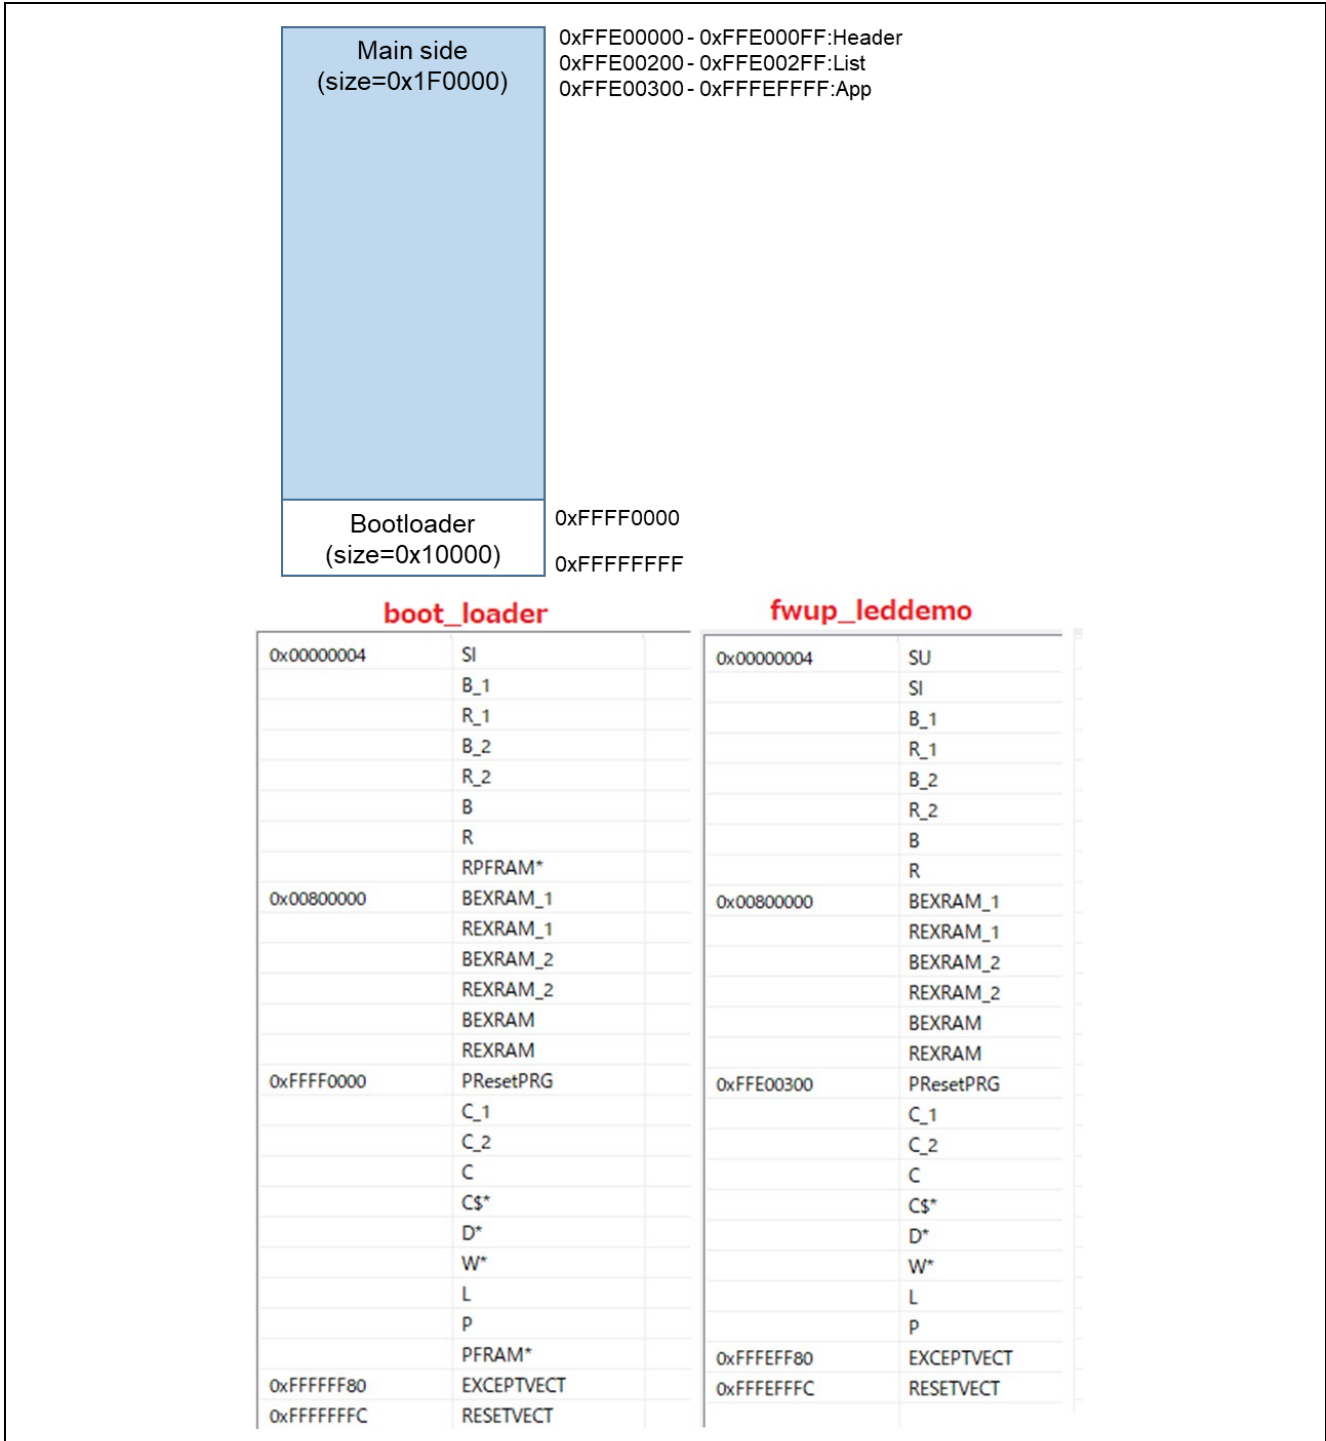 Main side
(size=0x1F0000)
0xFFE00000 - 0xFFE000FF:Header
0xFFE00200 - 0xFFE002FF:List
0xFFE00300 - 0xFFFEFFFF:App
Bootloader
(size=0x10000)
0xFFFF0000
0xFFFFFFFF
boot_loader
0x00000004 SI
B_1
R_1
B_2
R_2
B
R
RPFRAM*
0x00800000 BEXRAM_1
REXRAM_1
BEXRAM_2
REXRAM_2
BEXRAM
REXRAM
0xFFFF0000 PResetPRG
C_1
C_2
C
C$*
D*
W*
L
P
PFRAM*
0xFFFFFF80 EXCEPTVECT
0xFFFFFFFC RESETVECT
fwup_leddemo
0x00000004 SU
SI
B_1
R_1
B_2
R_2
B
R
0x00800000 BEXRAM_1
REXRAM_1
BEXRAM_2
REXRAM_2
BEXRAM
REXRAM
0xFFE00300 PResetPRG
C_1
C_2
C
C$*
D*
W*
L
P
0xFFFEFF80 EXCEPTVECT
0xFFFEFFFC RESETVECT